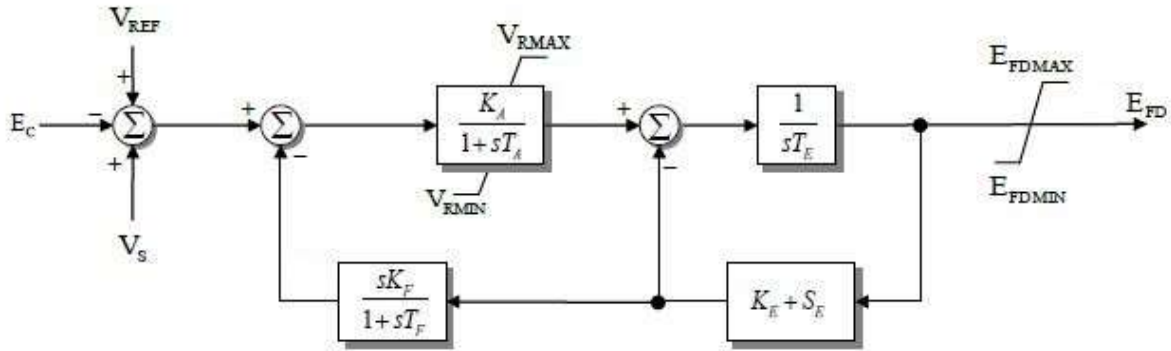 V_REF
+
−
E_C
Σ
+
V_S
+
Σ
−
V_RMAX
K_A
1+sT_A
V_RMIN
+
Σ
−
1
sT_E
E_FDMAX
E_FD
E_FDMIN
sK_F
1+sT_F
K_E+S_E